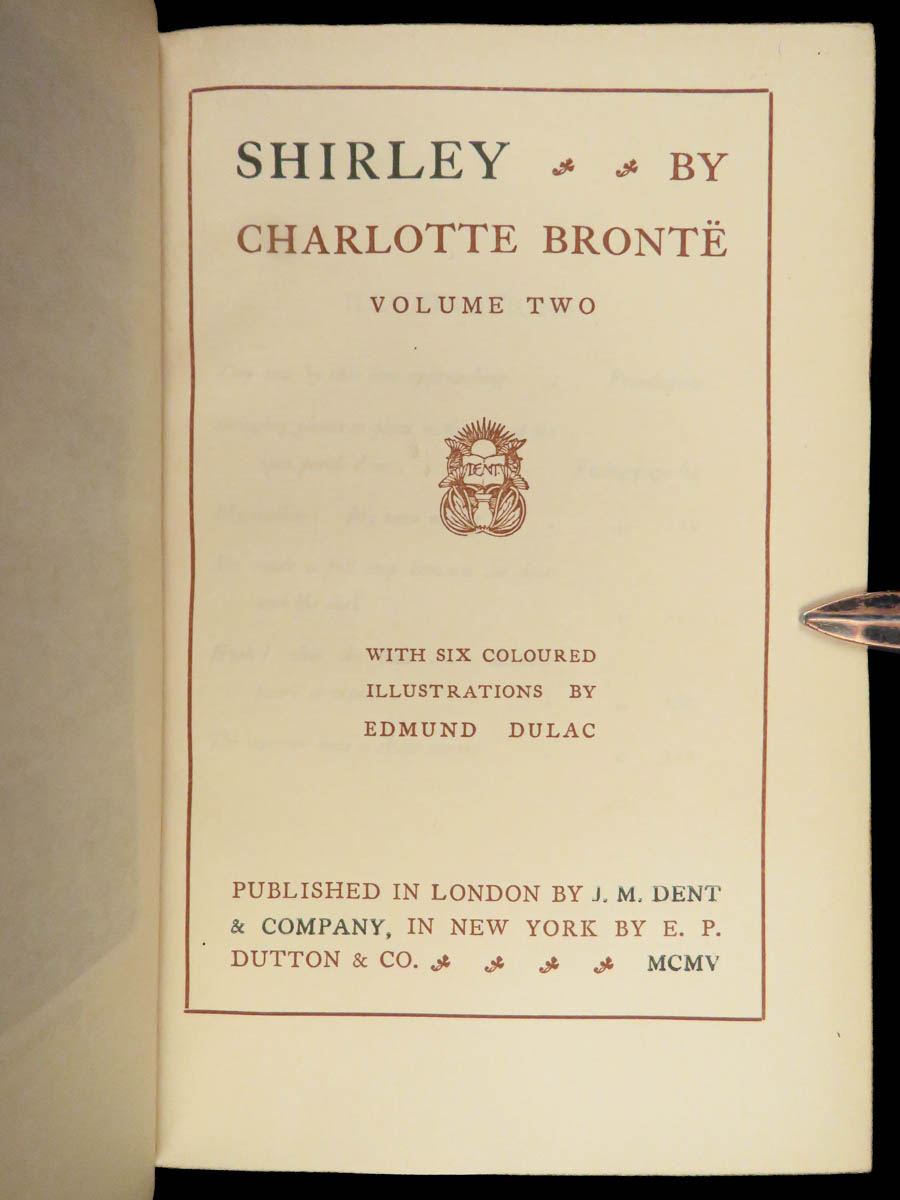 SHIRLEY BY
CHARLOTTE BRONTË
VOLUME TWO
DENT
WITH SIX COLOURED
ILLUSTRATIONS BY
EDMUND DULAC
PUBLISHED IN LONDON BY J. M. DENT
& COMPANY, IN NEW YORK BY E. P.
DUTTON & CO. MCMV